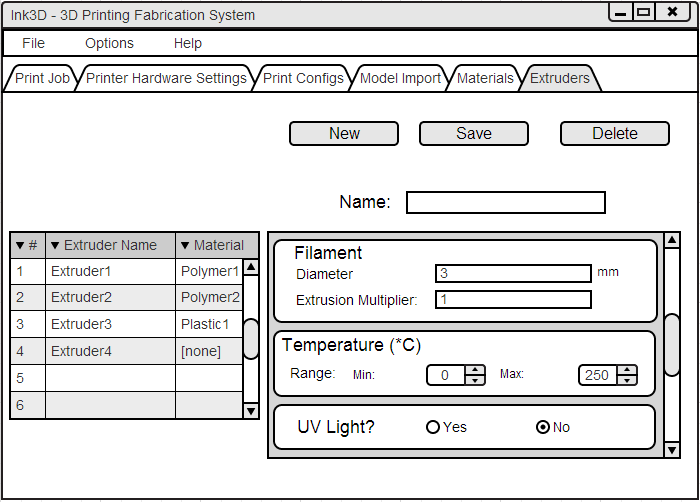 Ink3D - 3D Printing Fabrication System
File Options Help
Print Job Printer Hardware Settings Print Configs Model Import Materials Extruders
New Save Delete
Name:
# Extruder Name Material
1 Extruder1 Polymer1
2 Extruder2 Polymer2
3 Extruder3 Plastic1
4 Extruder4 [none]
5
6
Filament
Diameter 3 mm
Extrusion Multiplier: 1
Temperature (*C)
Range: Min: 0 Max: 250
UV Light? Yes No